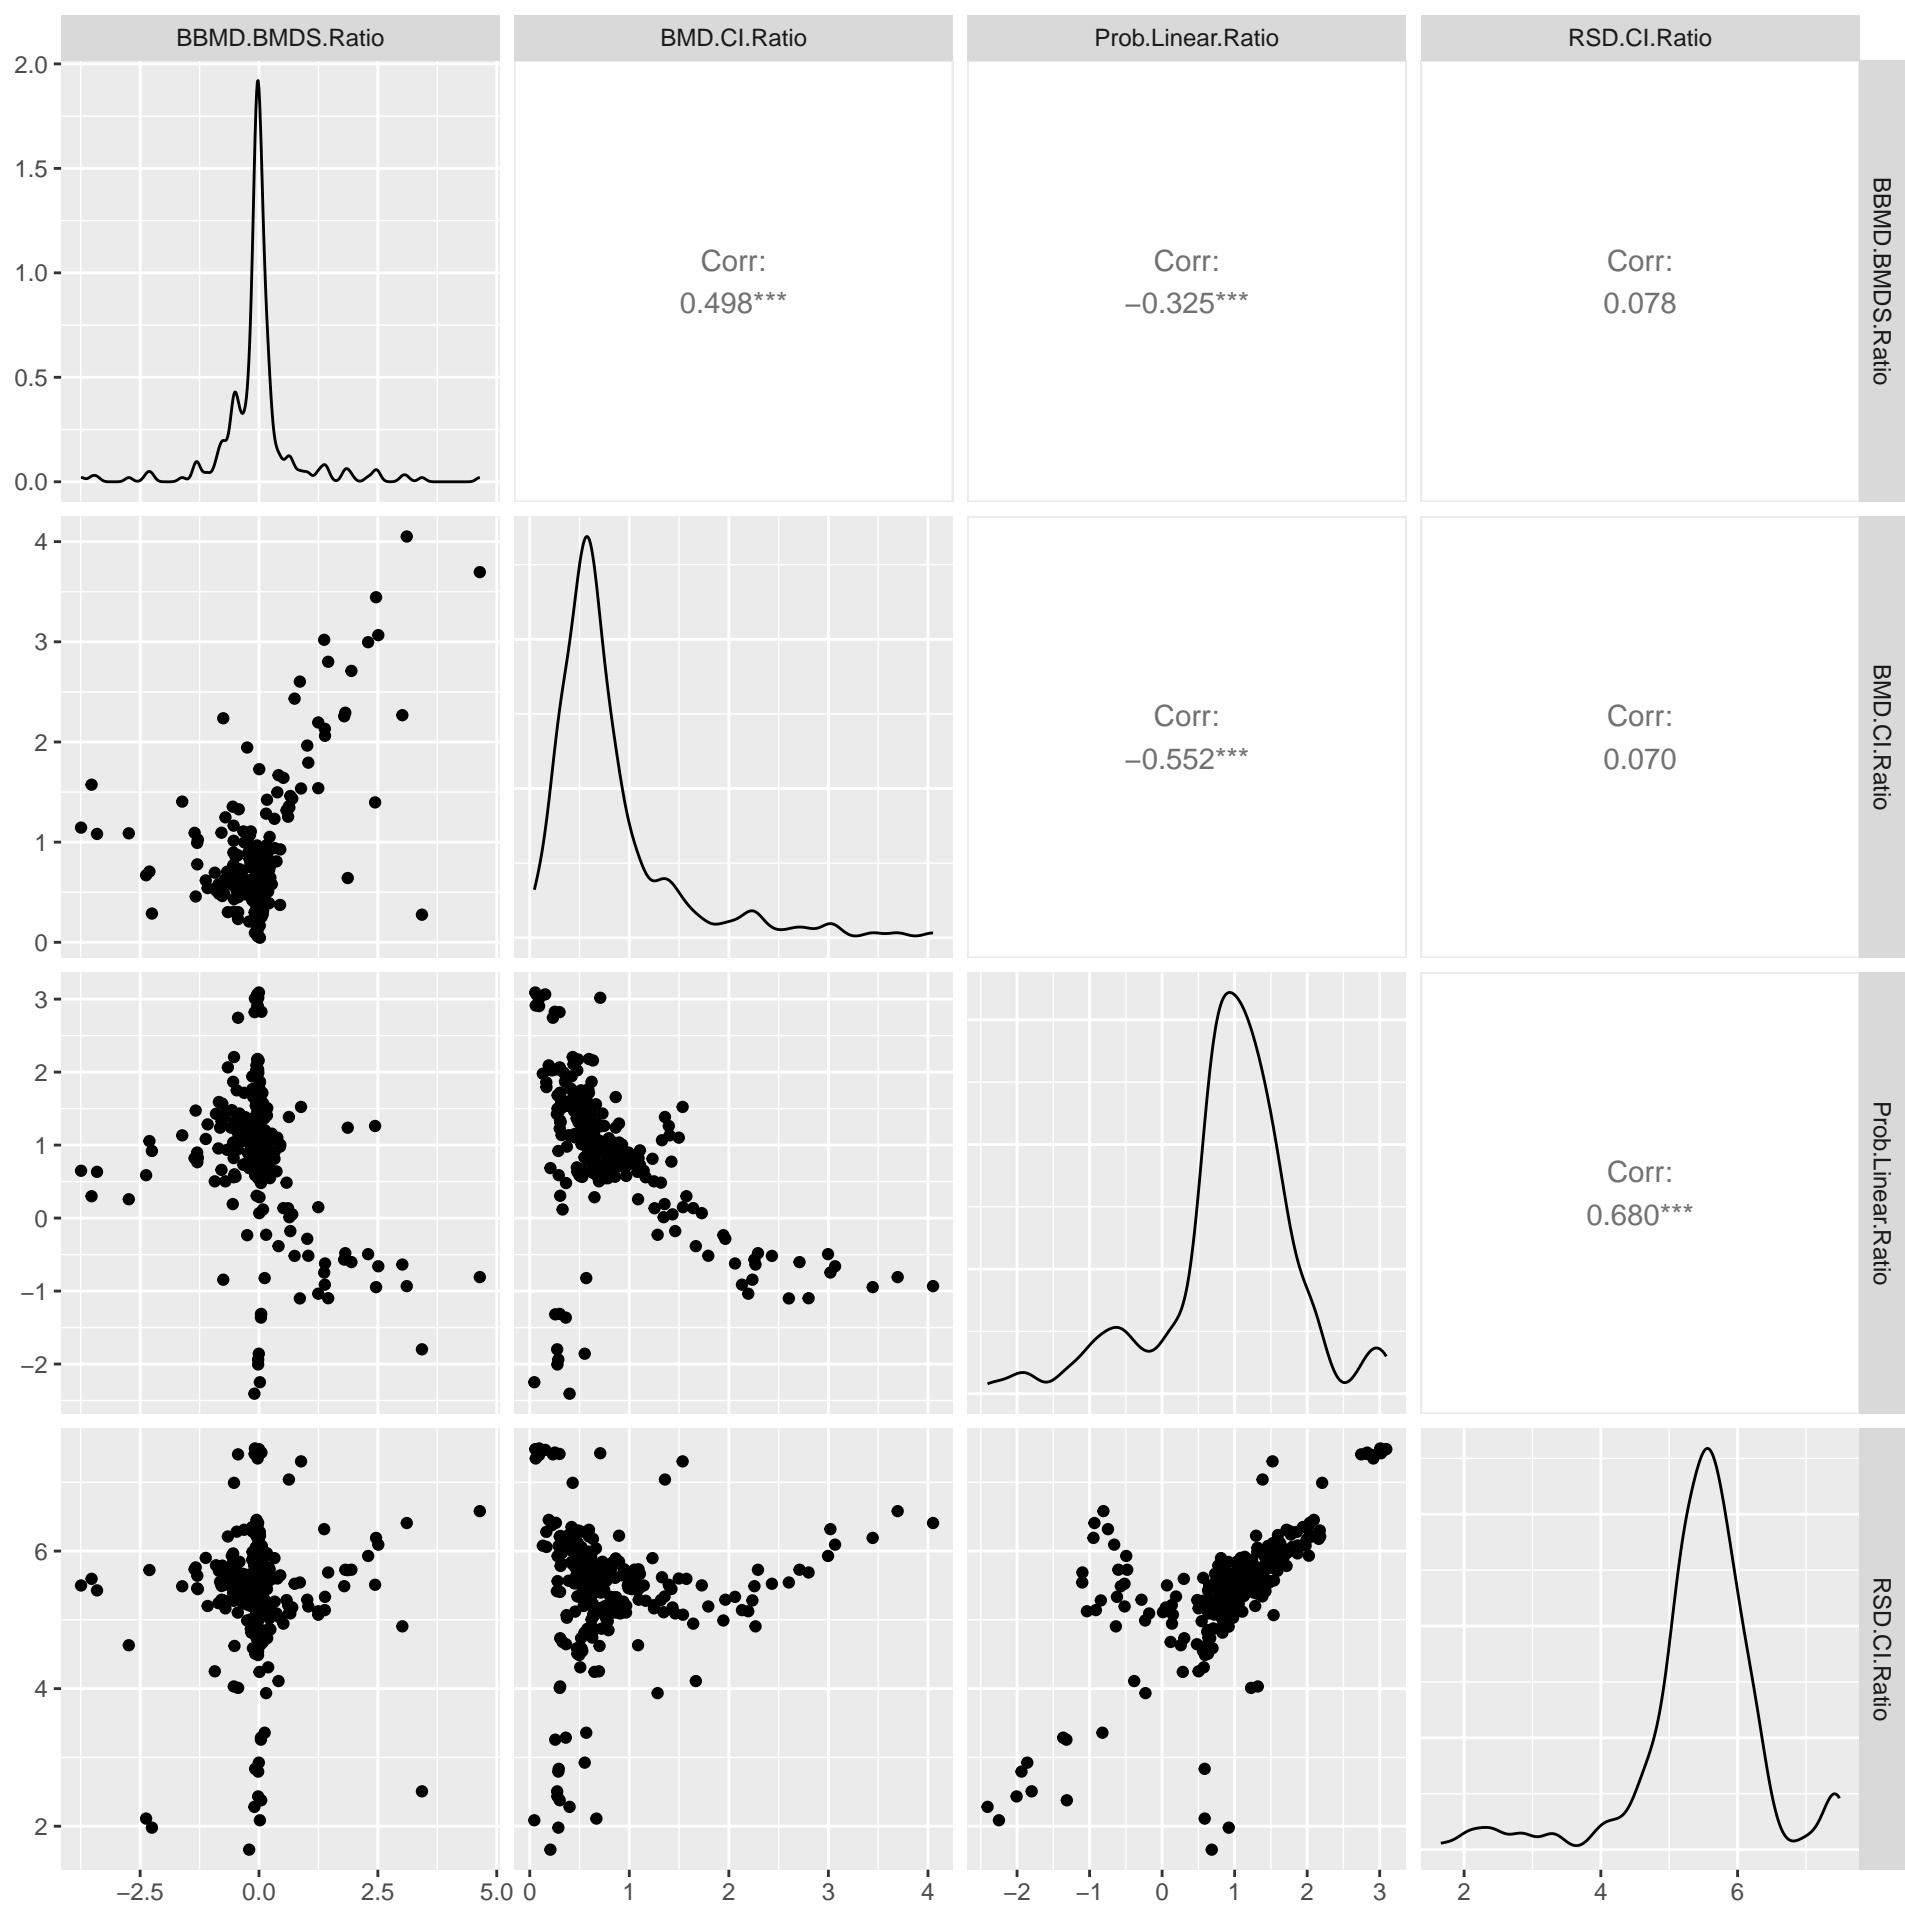 BBMD.BMDS.Ratio
BMD.CI.Ratio
Prob.Linear.Ratio
RSD.CI.Ratio
2.0
1.5
1.0
0.5
0.0
Corr:
0.498***
Corr:
−0.325***
Corr:
0.078
BBMD.BMDS.Ratio
4
3
2
1
0
Corr:
−0.552***
Corr:
0.070
BMD.CI.Ratio
3
2
1
0
−1
−2
Corr:
0.680***
Prob.Linear.Ratio
6
4
2
RSD.CI.Ratio
−2.5 0.0 2.5 5.0
0 1 2 3 4
−2 −1 0 1 2 3
2 4 6